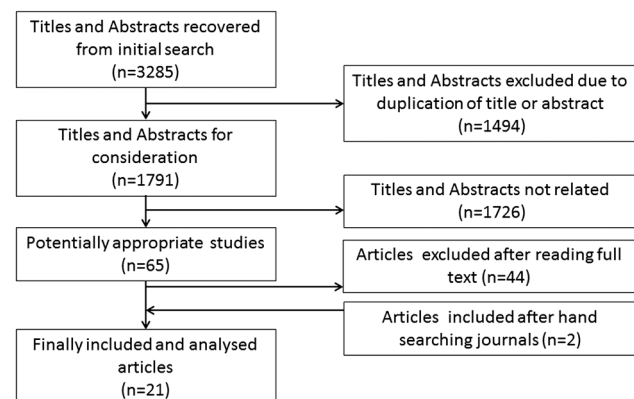 Titles and Abstracts recovered
from initial search
(n=3285)
Titles and Abstracts excluded due to
duplication of title or abstract
(n=1494)
Titles and Abstracts for
consideration
(n=1791)
Titles and Abstracts not related
(n=1726)
Potentially appropriate studies
(n=65)
Articles excluded after reading full
text (n=44)
Articles included after hand
searching journals (n=2)
Finally included and analysed
articles
(n=21)